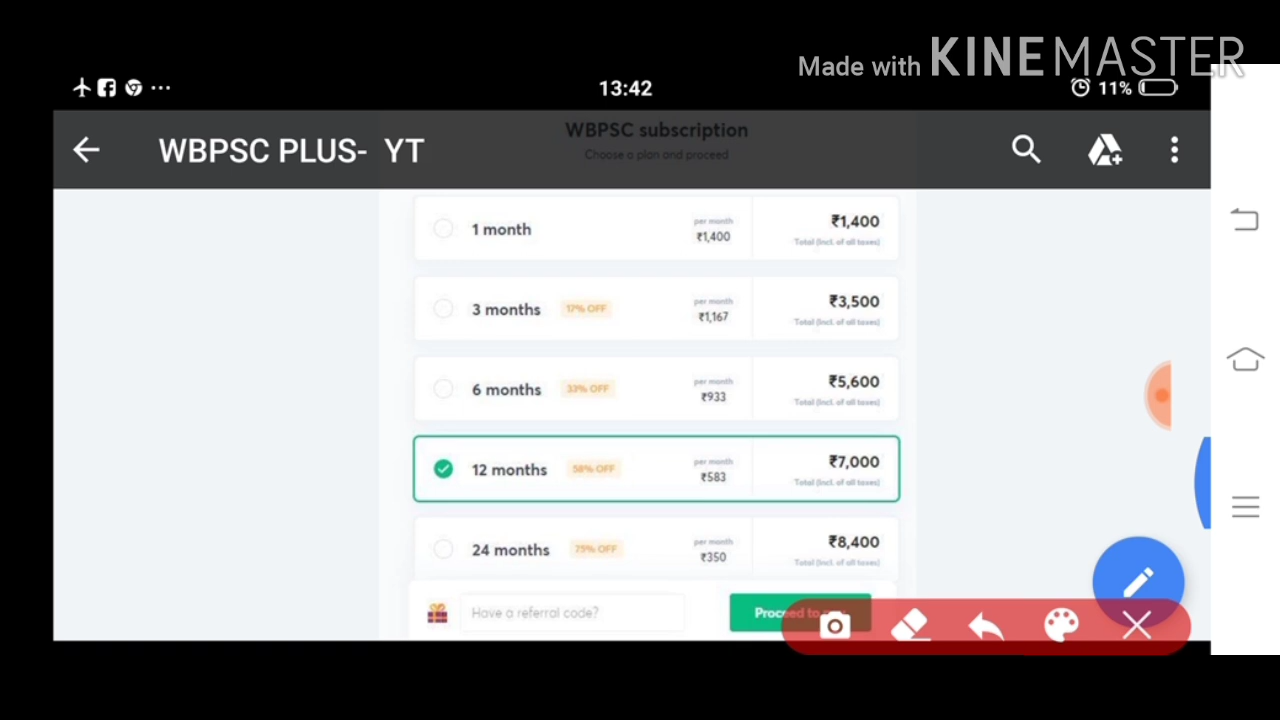 Made with KINEMASTER
13:42
11%
WBPSC PLUS- YT
WBPSC subscription
Choose a plan and proceed
1 month
per month
₹1,400
₹1,400
Total (Incl. of all taxes)
3 months
17% OFF
per month
₹1,167
₹3,500
Total (Incl. of all taxes)
6 months
33% OFF
per month
₹933
₹5,600
Total (Incl. of all taxes)
12 months
58% OFF
per month
₹583
₹7,000
Total (Incl. of all taxes)
24 months
75% OFF
per month
₹350
₹8,400
Total (Incl. of all taxes)
Have a referral code?
Proceed to